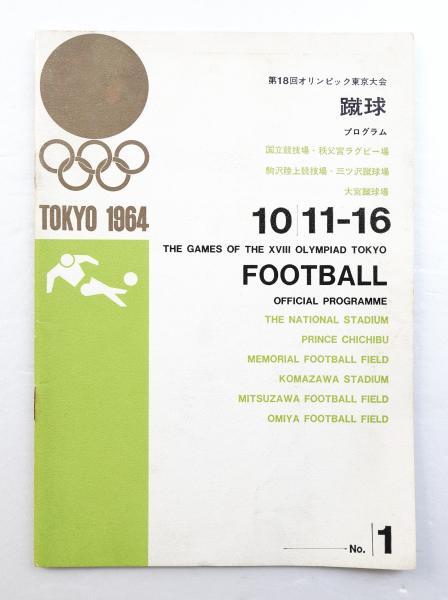 第18回オリンピック東京大会
蹴球
プログラム
国立競技場・秩父宮ラグビー場
駒沢陸上競技場・三ツ沢蹴球場
大宮蹴球場
TOKYO 1964
10|11-16
THE GAMES OF THE XVIII OLYMPIAD TOKYO
FOOTBALL
OFFICIAL PROGRAMME
THE NATIONAL STADIUM
PRINCE CHICHIBU
MEMORIAL FOOTBALL FIELD
KOMAZAWA STADIUM
MITSUZAWA FOOTBALL FIELD
OMIYA FOOTBALL FIELD
No. 1